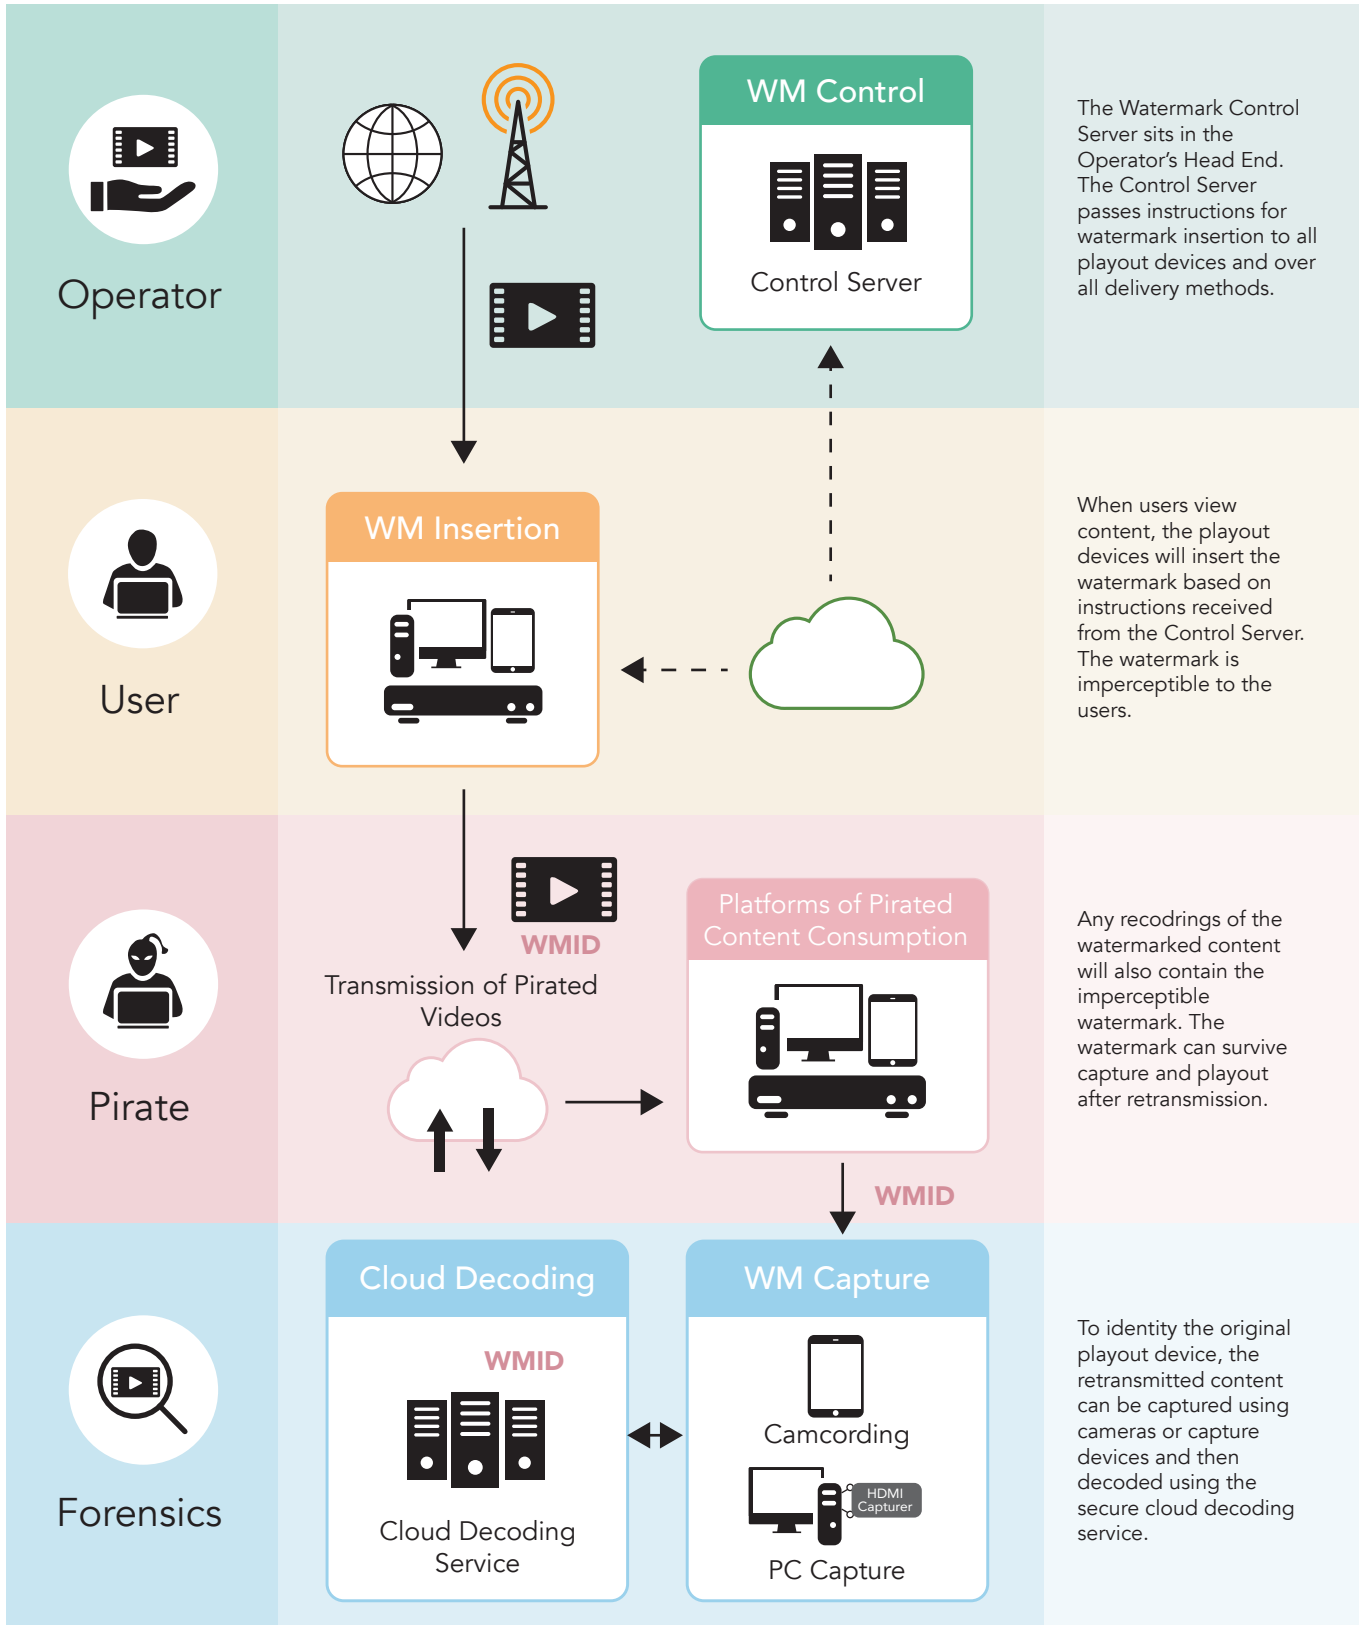 Operator
WM Control
Control Server
The Watermark Control
Server sits in the
Operator’s Head End.
The Control Server
passes instructions for
watermark insertion to all
playout devices and over
all delivery methods.
User
WM Insertion
When users view
content, the playout
devices will insert the
watermark based on
instructions received
from the Control Server.
The watermark is
imperceptible to the
users.
Pirate
WMID
Transmission of Pirated
Videos
Platforms of Pirated
Content Consumption
WMID
Any recodrings of the
watermarked content
will also contain the
imperceptible
watermark. The
watermark can survive
capture and playout
after retransmission.
Forensics
Cloud Decoding
WMID
Cloud Decoding
Service
WM Capture
Camcording
HDMI
Capturer
PC Capture
To identity the original
playout device, the
retransmitted content
can be captured using
cameras or capture
devices and then
decoded using the
secure cloud decoding
service.